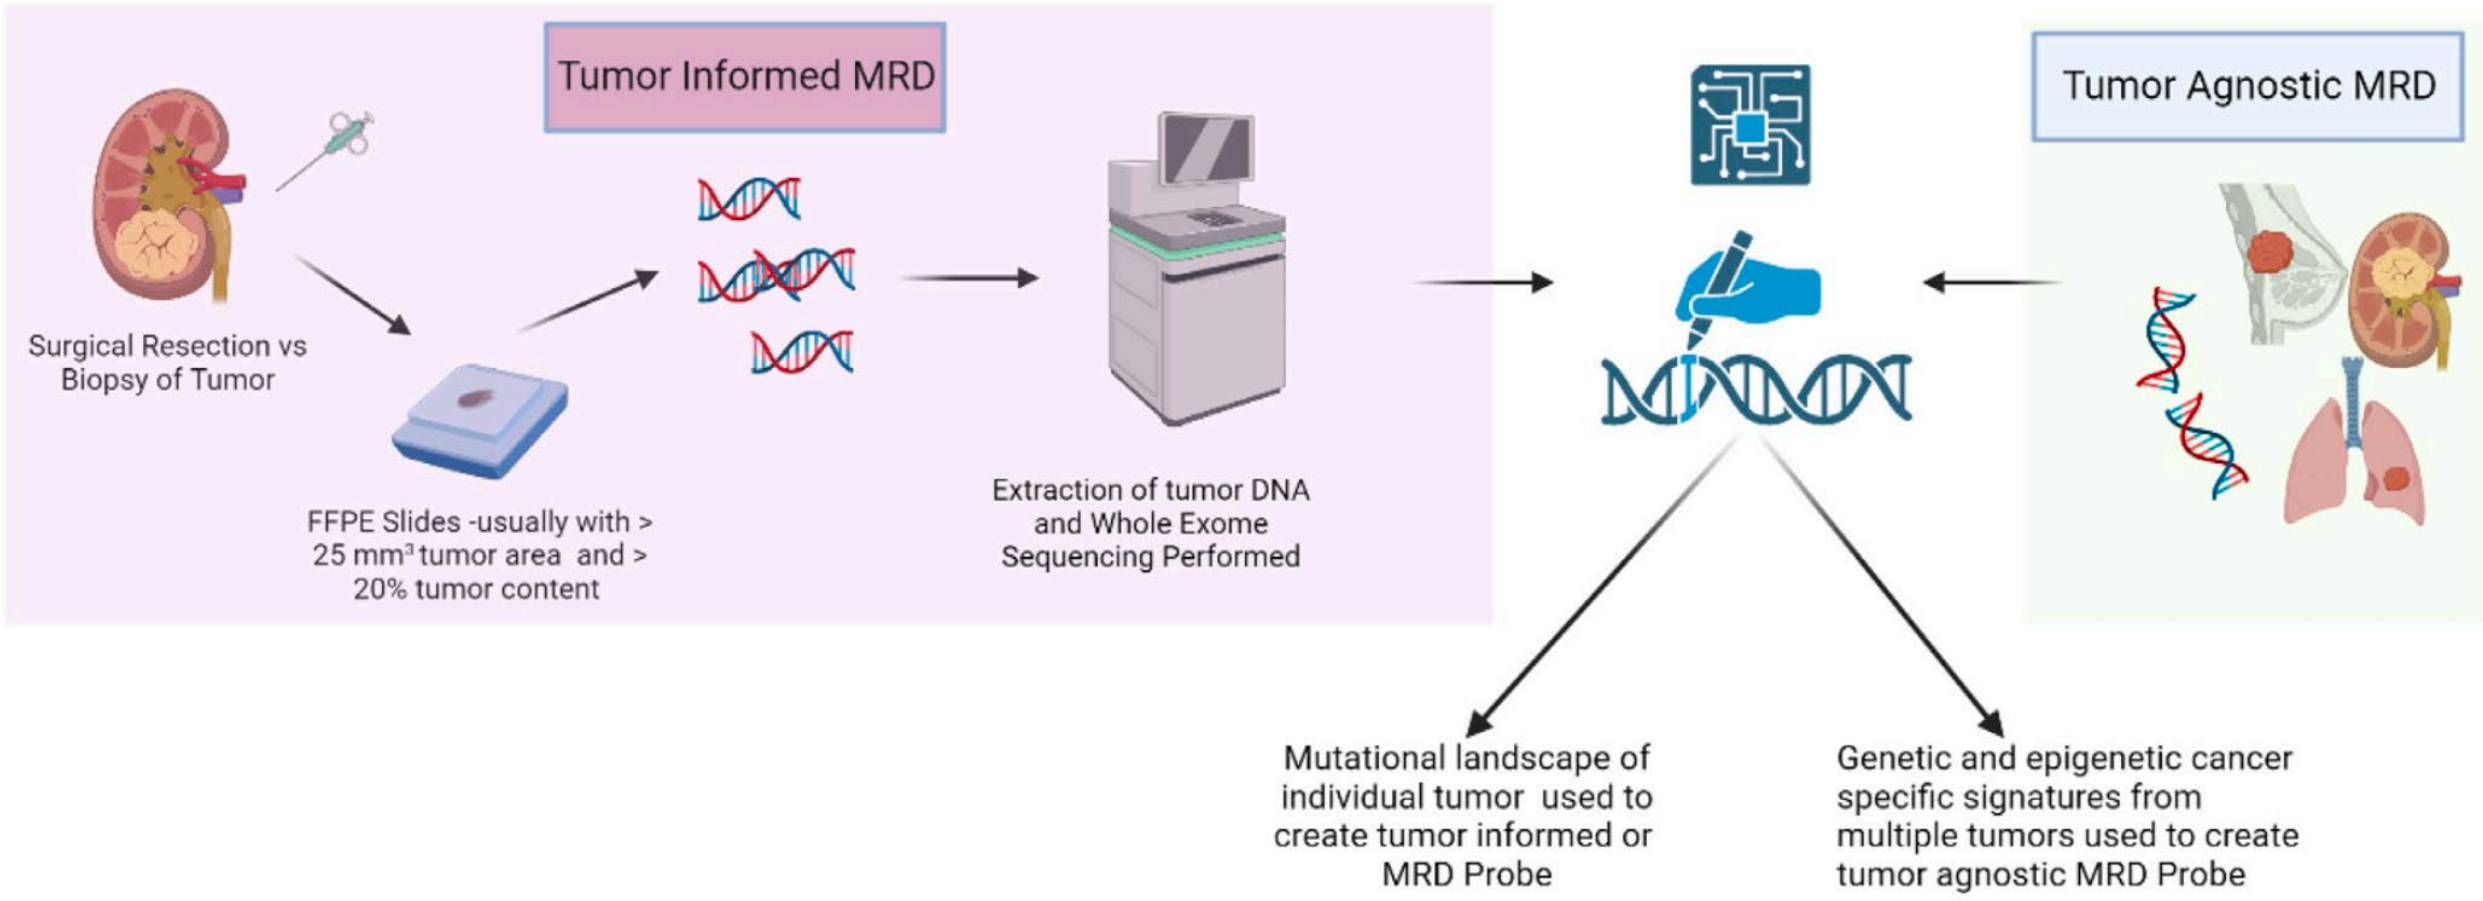 Tumor Informed MRD
Tumor Agnostic MRD
Surgical Resection vs
Biopsy of Tumor
FFPE Slides -usually with >
25 mm³ tumor area and >
20% tumor content
Extraction of tumor DNA
and Whole Exome
Sequencing Performed
Mutational landscape of
individual tumor used to
create tumor informed or
MRD Probe
Genetic and epigenetic cancer
specific signatures from
multiple tumors used to create
tumor agnostic MRD Probe